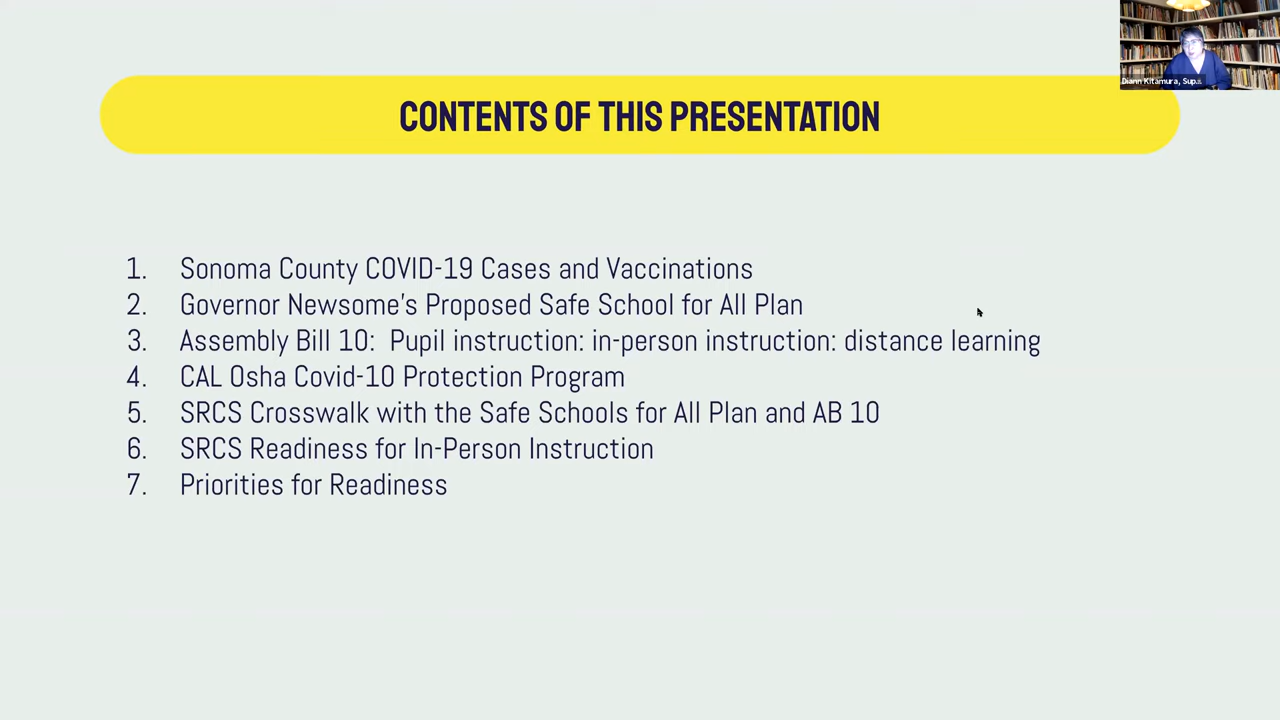 CONTENTS OF THIS PRESENTATION
Diann Kitamura, Sup...
1. Sonoma County COVID-19 Cases and Vaccinations
2. Governor Newsome's Proposed Safe School for All Plan
3. Assembly Bill 10: Pupil instruction: in-person instruction: distance learning
4. CAL Osha Covid-10 Protection Program
5. SRCS Crosswalk with the Safe Schools for All Plan and AB 10
6. SRCS Readiness for In-Person Instruction
7. Priorities for Readiness